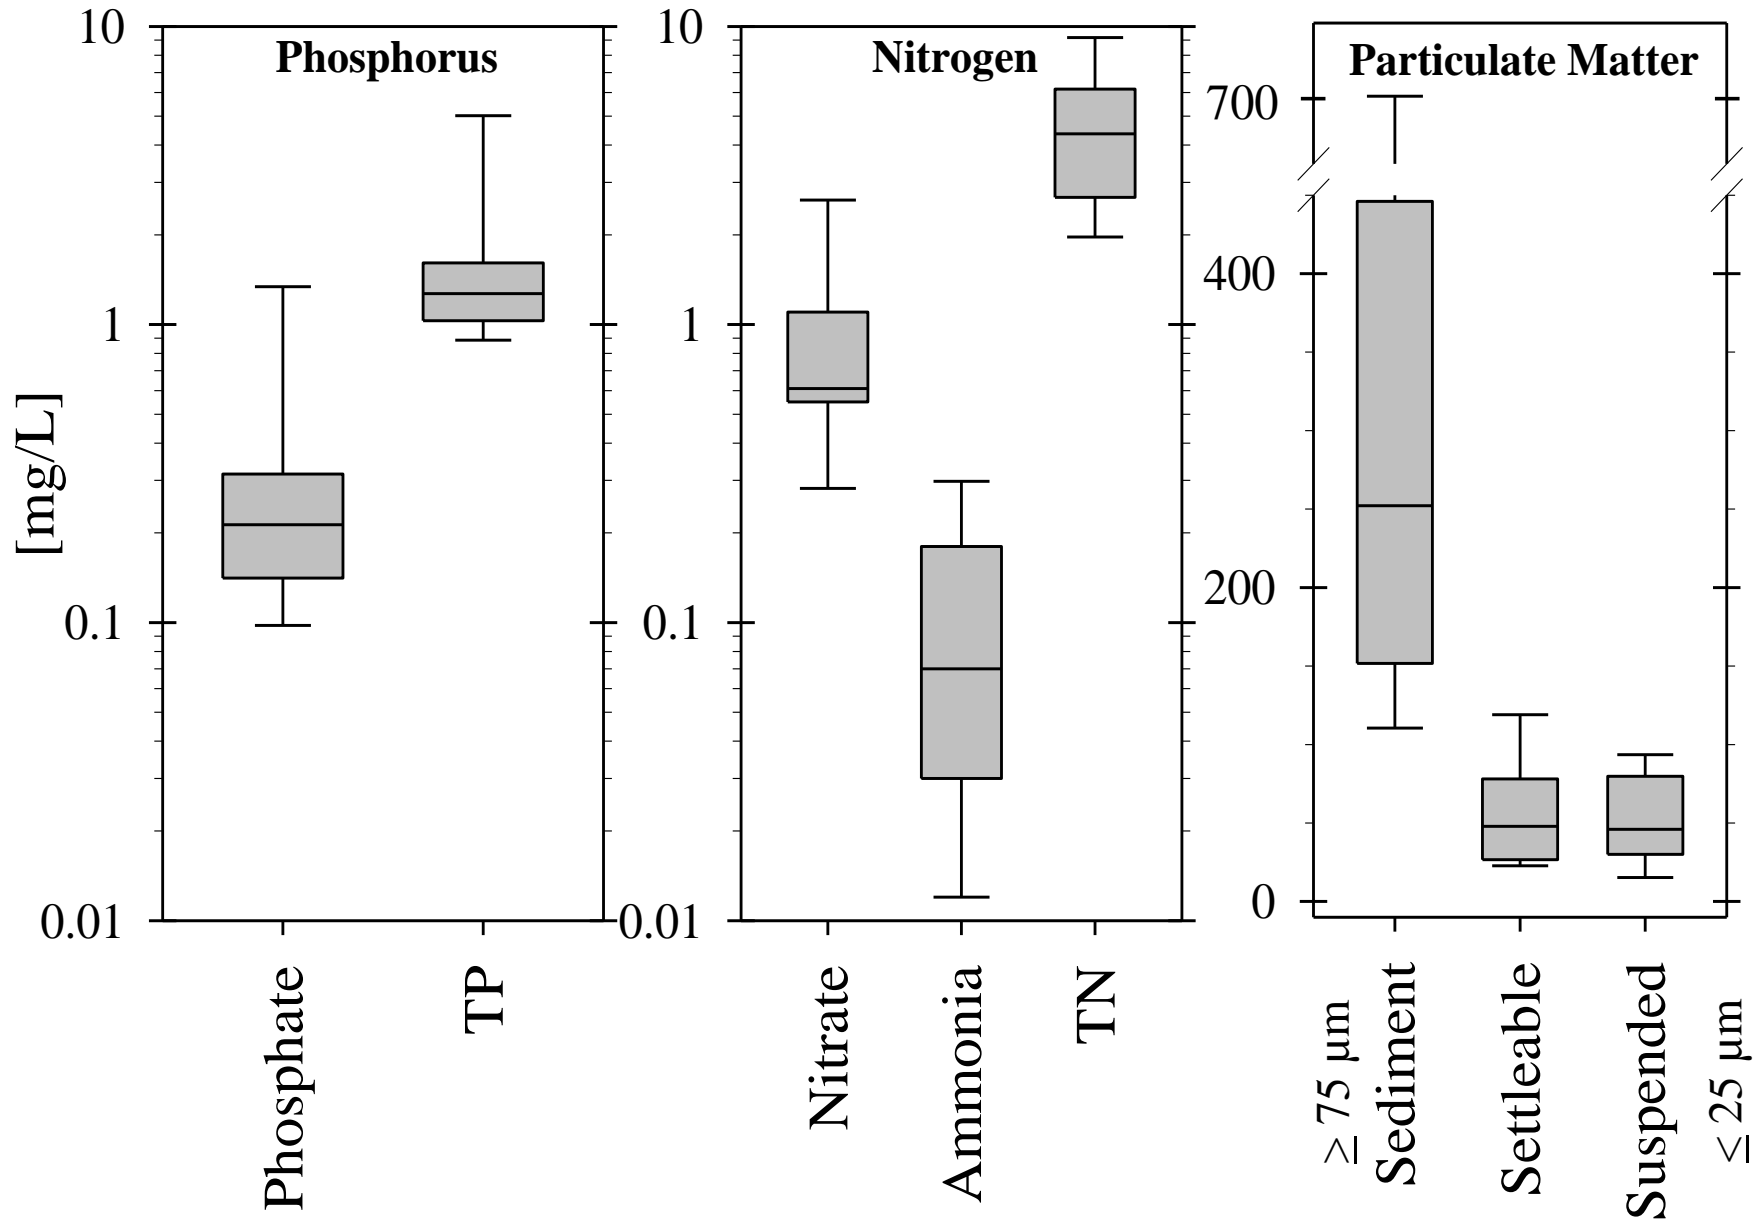 [mg/L]
Phosphorus
10
1
0.1
0.01
Phosphate
TP
Nitrogen
10
1
0.1
0.01
Nitrate
Ammonia
TN
Particulate Matter
700
400
200
0
≥ 75 µm
Sediment
Settleable
Suspended
≤ 25 µm